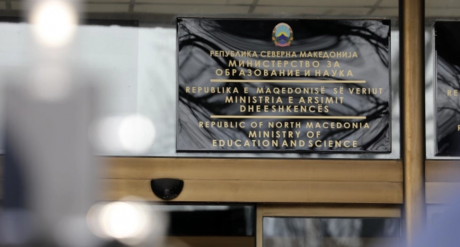 РЕПУБЛИКА СЕВЕРНА МАКЕДОНИЈА
МИНИСТЕРСТВО ЗА
ОБРАЗОВАНИЕ И НАУКА
REPUBLIKA E MAQEDONISË SË VERIUT
MINISTRIA E ARSIMIT
DHE ESHKENCËS
REPUBLIC OF NORTH MACEDONIA
MINISTRY OF
EDUCATION AND SCIENCE